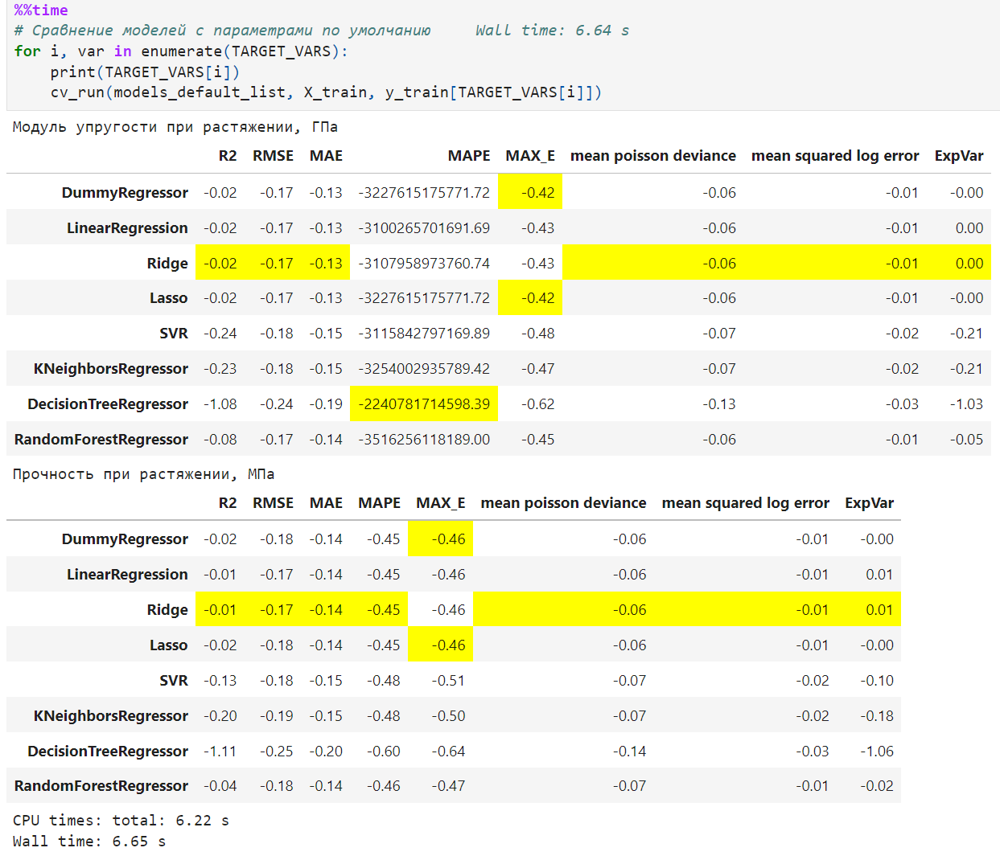 %%time
# Сравнение моделей с параметрами по умолчанию     Wall time: 6.64 s
for i, var in enumerate(TARGET_VARS):
    print(TARGET_VARS[i])
    cv_run(models_default_list, X_train, y_train[TARGET_VARS[i]])
Модуль упругости при растяжении, ГПа
R2 RMSE MAE MAPE MAX_E mean poisson deviance mean squared log error ExpVar
DummyRegressor -0.02 -0.17 -0.13 -3227615175771.72 -0.42 -0.06 -0.01 -0.00
LinearRegression -0.02 -0.17 -0.13 -3100265701691.69 -0.43 -0.06 -0.01 0.00
Ridge -0.02 -0.17 -0.13 -3107958973760.74 -0.43 -0.06 -0.01 0.00
Lasso -0.02 -0.17 -0.13 -3227615175771.72 -0.42 -0.06 -0.01 -0.00
SVR -0.24 -0.18 -0.15 -3115842797169.89 -0.48 -0.07 -0.02 -0.21
KNeighborsRegressor -0.23 -0.18 -0.15 -3254002935789.42 -0.47 -0.07 -0.02 -0.21
DecisionTreeRegressor -1.08 -0.24 -0.19 -2240781714598.39 -0.62 -0.13 -0.03 -1.03
RandomForestRegressor -0.08 -0.17 -0.14 -3516256118189.00 -0.45 -0.06 -0.01 -0.05
Прочность при растяжении, МПа
R2 RMSE MAE MAPE MAX_E mean poisson deviance mean squared log error ExpVar
DummyRegressor -0.02 -0.18 -0.14 -0.45 -0.46 -0.06 -0.01 -0.00
LinearRegression -0.01 -0.17 -0.14 -0.45 -0.46 -0.06 -0.01 0.01
Ridge -0.01 -0.17 -0.14 -0.45 -0.46 -0.06 -0.01 0.01
Lasso -0.02 -0.18 -0.14 -0.45 -0.46 -0.06 -0.01 -0.00
SVR -0.13 -0.18 -0.15 -0.48 -0.51 -0.07 -0.02 -0.10
KNeighborsRegressor -0.20 -0.19 -0.15 -0.48 -0.50 -0.07 -0.02 -0.18
DecisionTreeRegressor -1.11 -0.25 -0.20 -0.60 -0.64 -0.14 -0.03 -1.06
RandomForestRegressor -0.04 -0.18 -0.14 -0.46 -0.47 -0.07 -0.01 -0.02
CPU times: total: 6.22 s
Wall time: 6.65 s